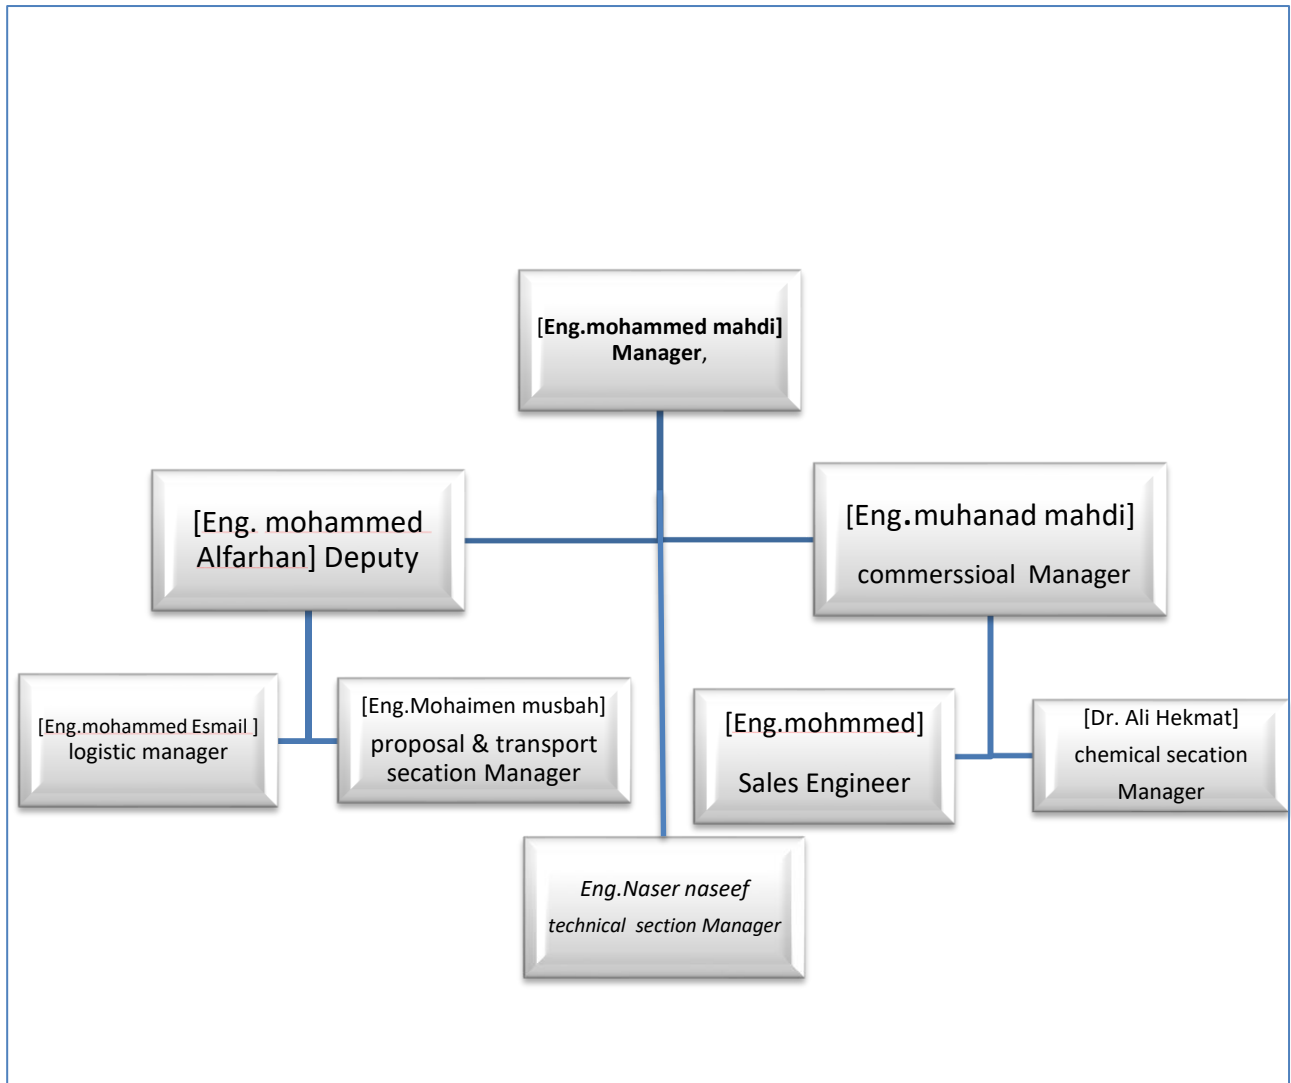 [Eng.mohammed mahdi]
Manager,
[Eng. mohammed
Alfarhan] Deputy
[Eng.muhanad mahdi]
commerssioal Manager
[Eng.mohammed Esmail ]
logistic manager
[Eng.Mohaimen musbah]
proposal & transport
secation Manager
[Eng.mohmmed]
Sales Engineer
[Dr. Ali Hekmat]
chemical secation
Manager
Eng.Naser naseef
technical section Manager